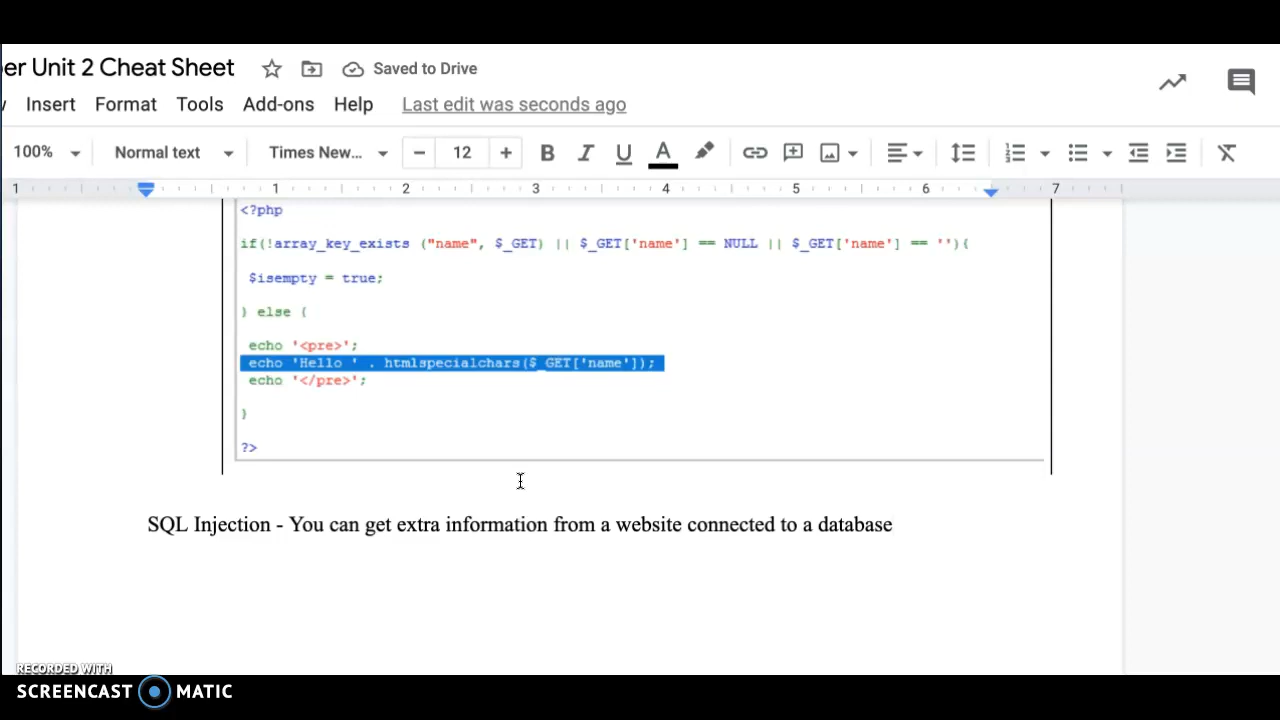 er Unit 2 Cheat Sheet
Saved to Drive
Insert Format Tools Add-ons Help Last edit was seconds ago
100% Normal text Times New... − 12 + B I U A
1 1 2 3 4 5 6 7
<?php
if(!array_key_exists ("name", $_GET) || $_GET['name'] == NULL || $_GET['name'] == ''){
$isempty = true;
} else {
echo '<pre>';
echo 'Hello ' . htmlspecialchars($_GET['name']);
echo '</pre>';
}
?>
SQL Injection - You can get extra information from a website connected to a database
RECORDED WITH
SCREENCAST MATIC